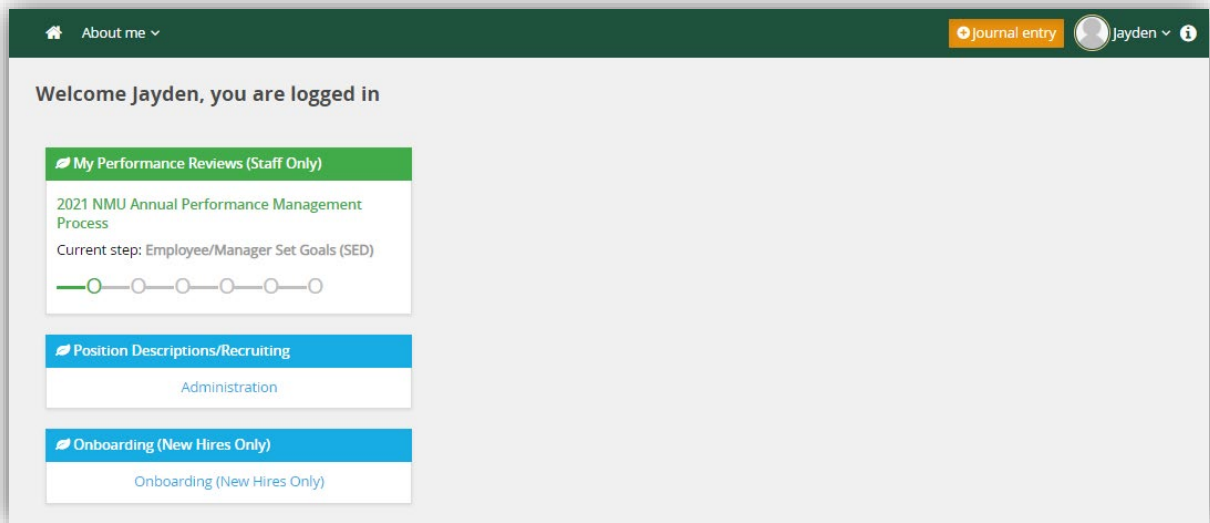 About me
Journal entry
Jayden
Welcome Jayden, you are logged in
My Performance Reviews (Staff Only)
2021 NMU Annual Performance Management
Process
Current step: Employee/Manager Set Goals (SED)
Position Descriptions/Recruiting
Administration
Onboarding (New Hires Only)
Onboarding (New Hires Only)